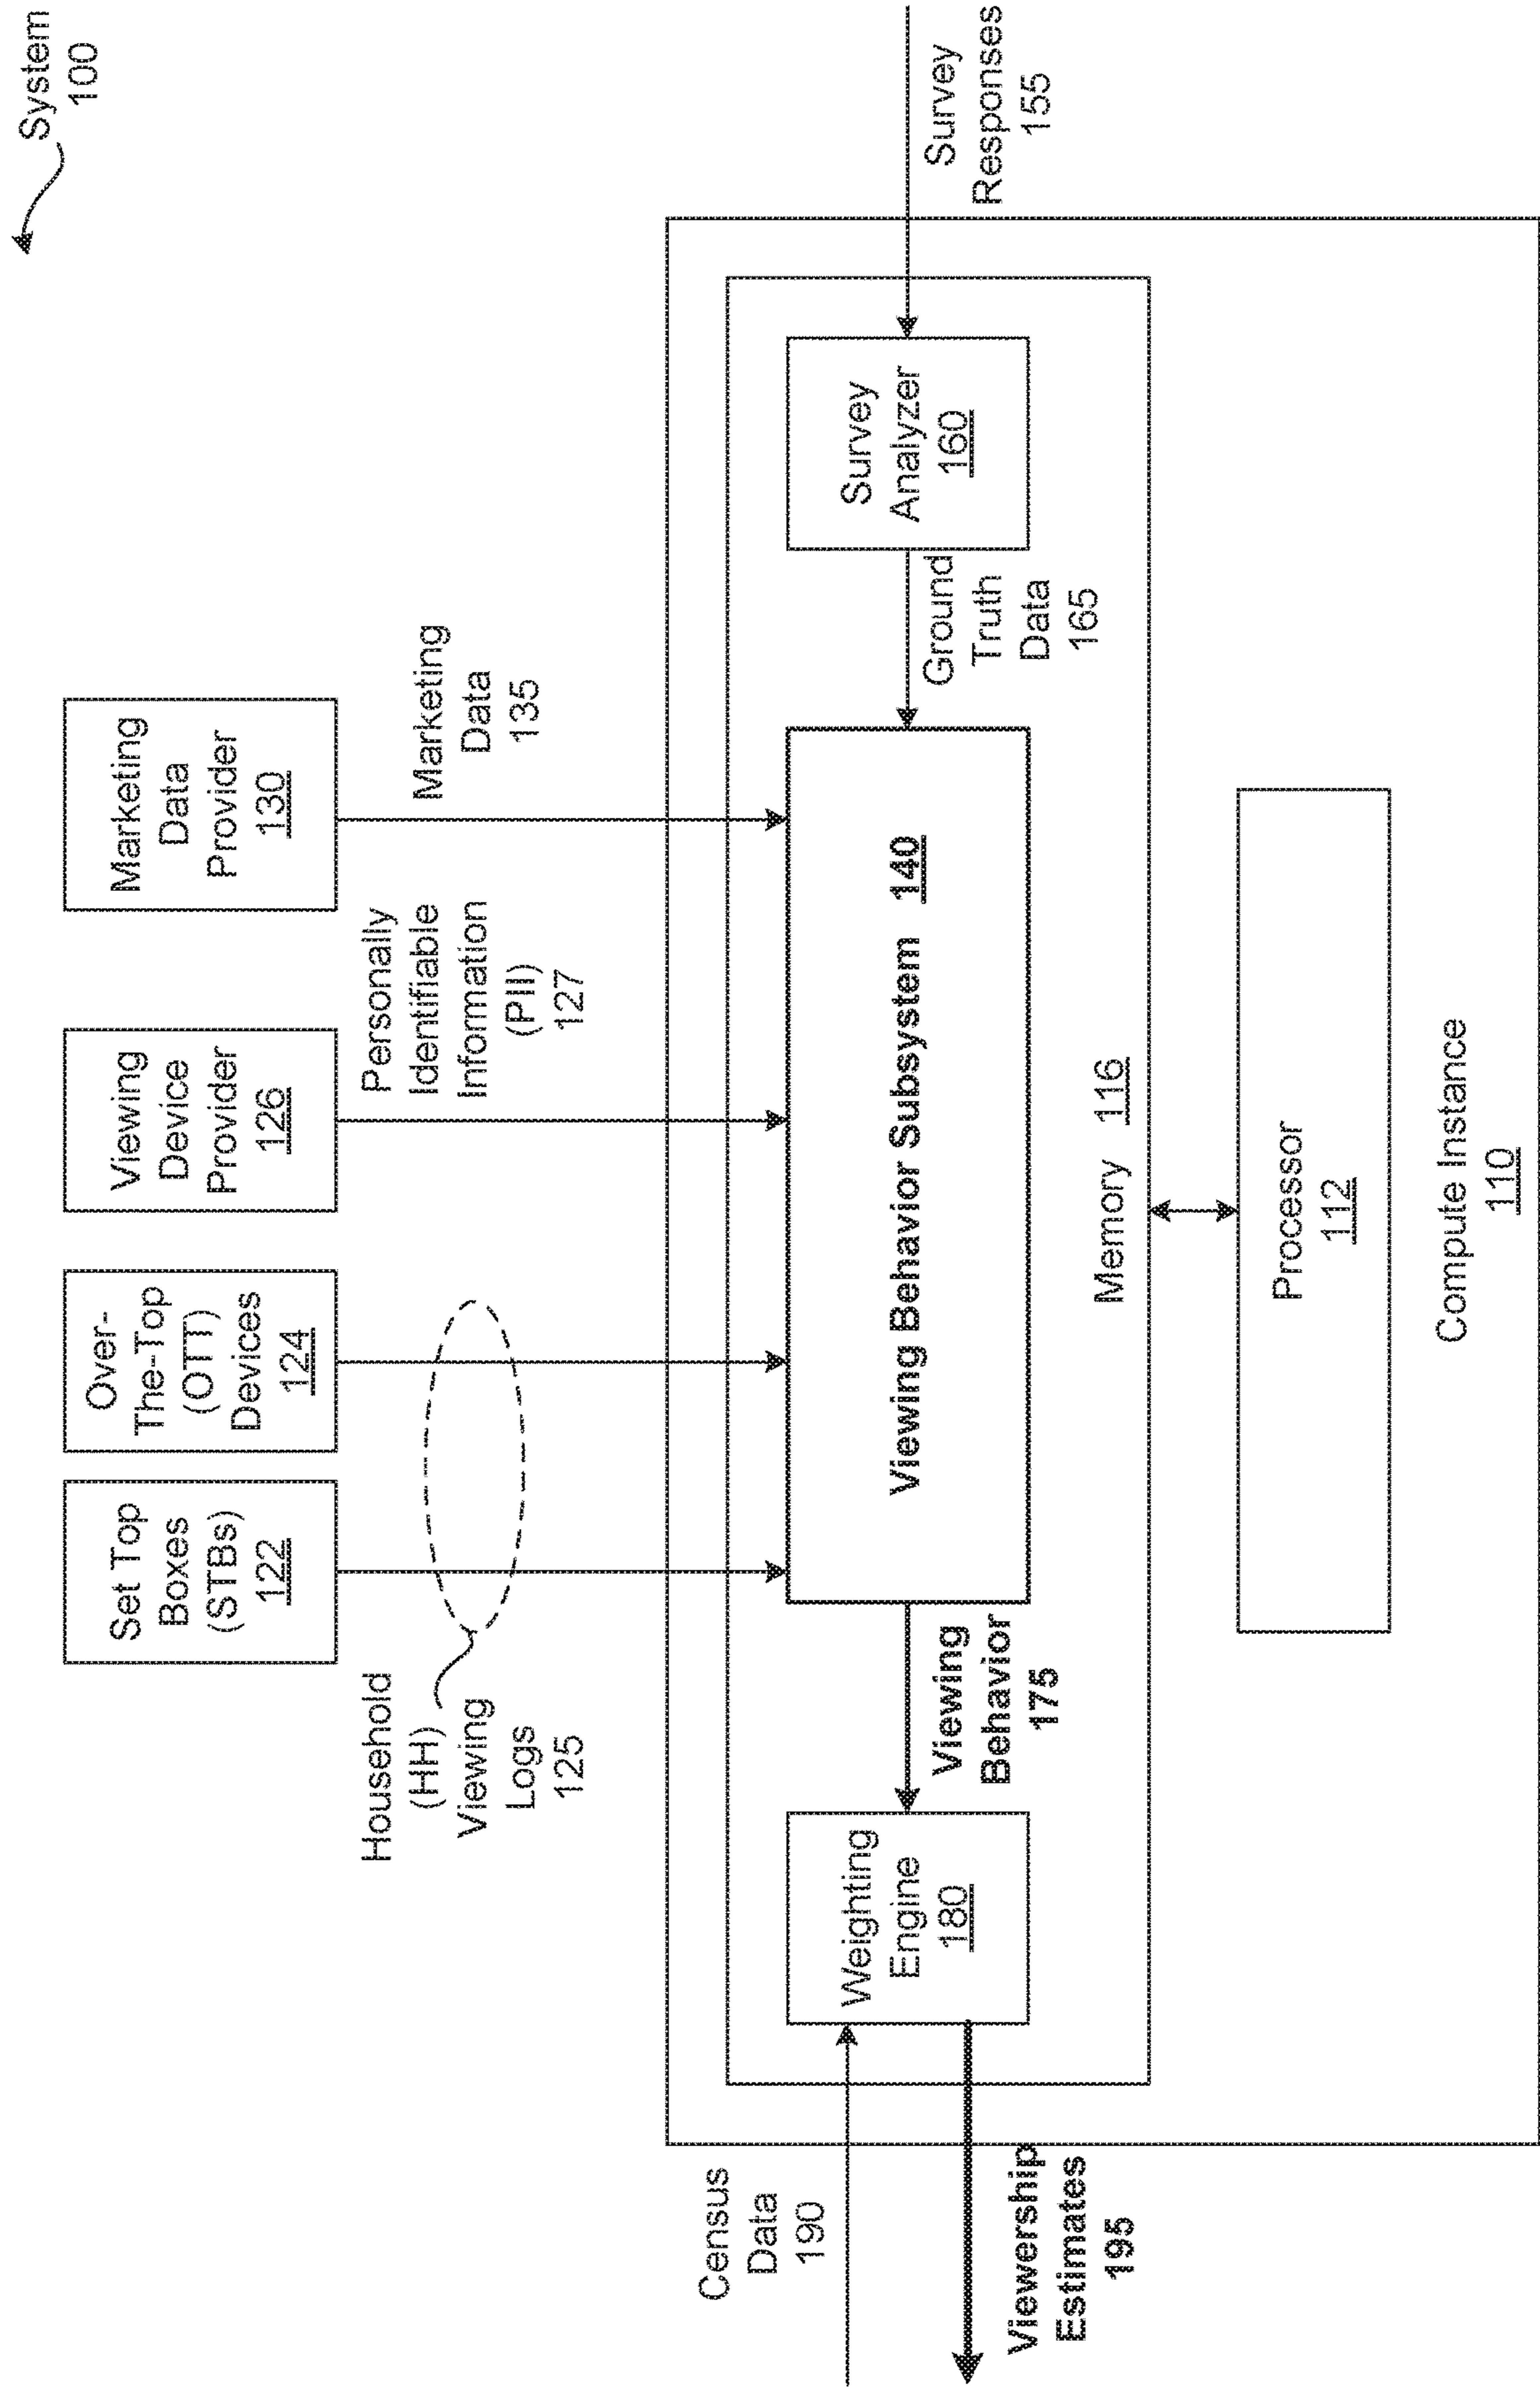 System
100
Set Top
Boxes
(STBs)
122
Over-
The-Top
(OTT)
Devices
124
Viewing
Device
Provider
126
Marketing
Data
Provider
130
Household
(HH)
Viewing
Logs
125
Personally
Identifiable
Information
(PII)
127
Marketing
Data
135
Census
Data
190
Viewership
Estimates
195
Weighting
Engine
180
Viewing
Behavior
175
Viewing Behavior Subsystem 140
Ground
Truth
Data
165
Survey
Analyzer
160
Survey
Responses
155
Memory 116
Processor
112
Compute Instance
110